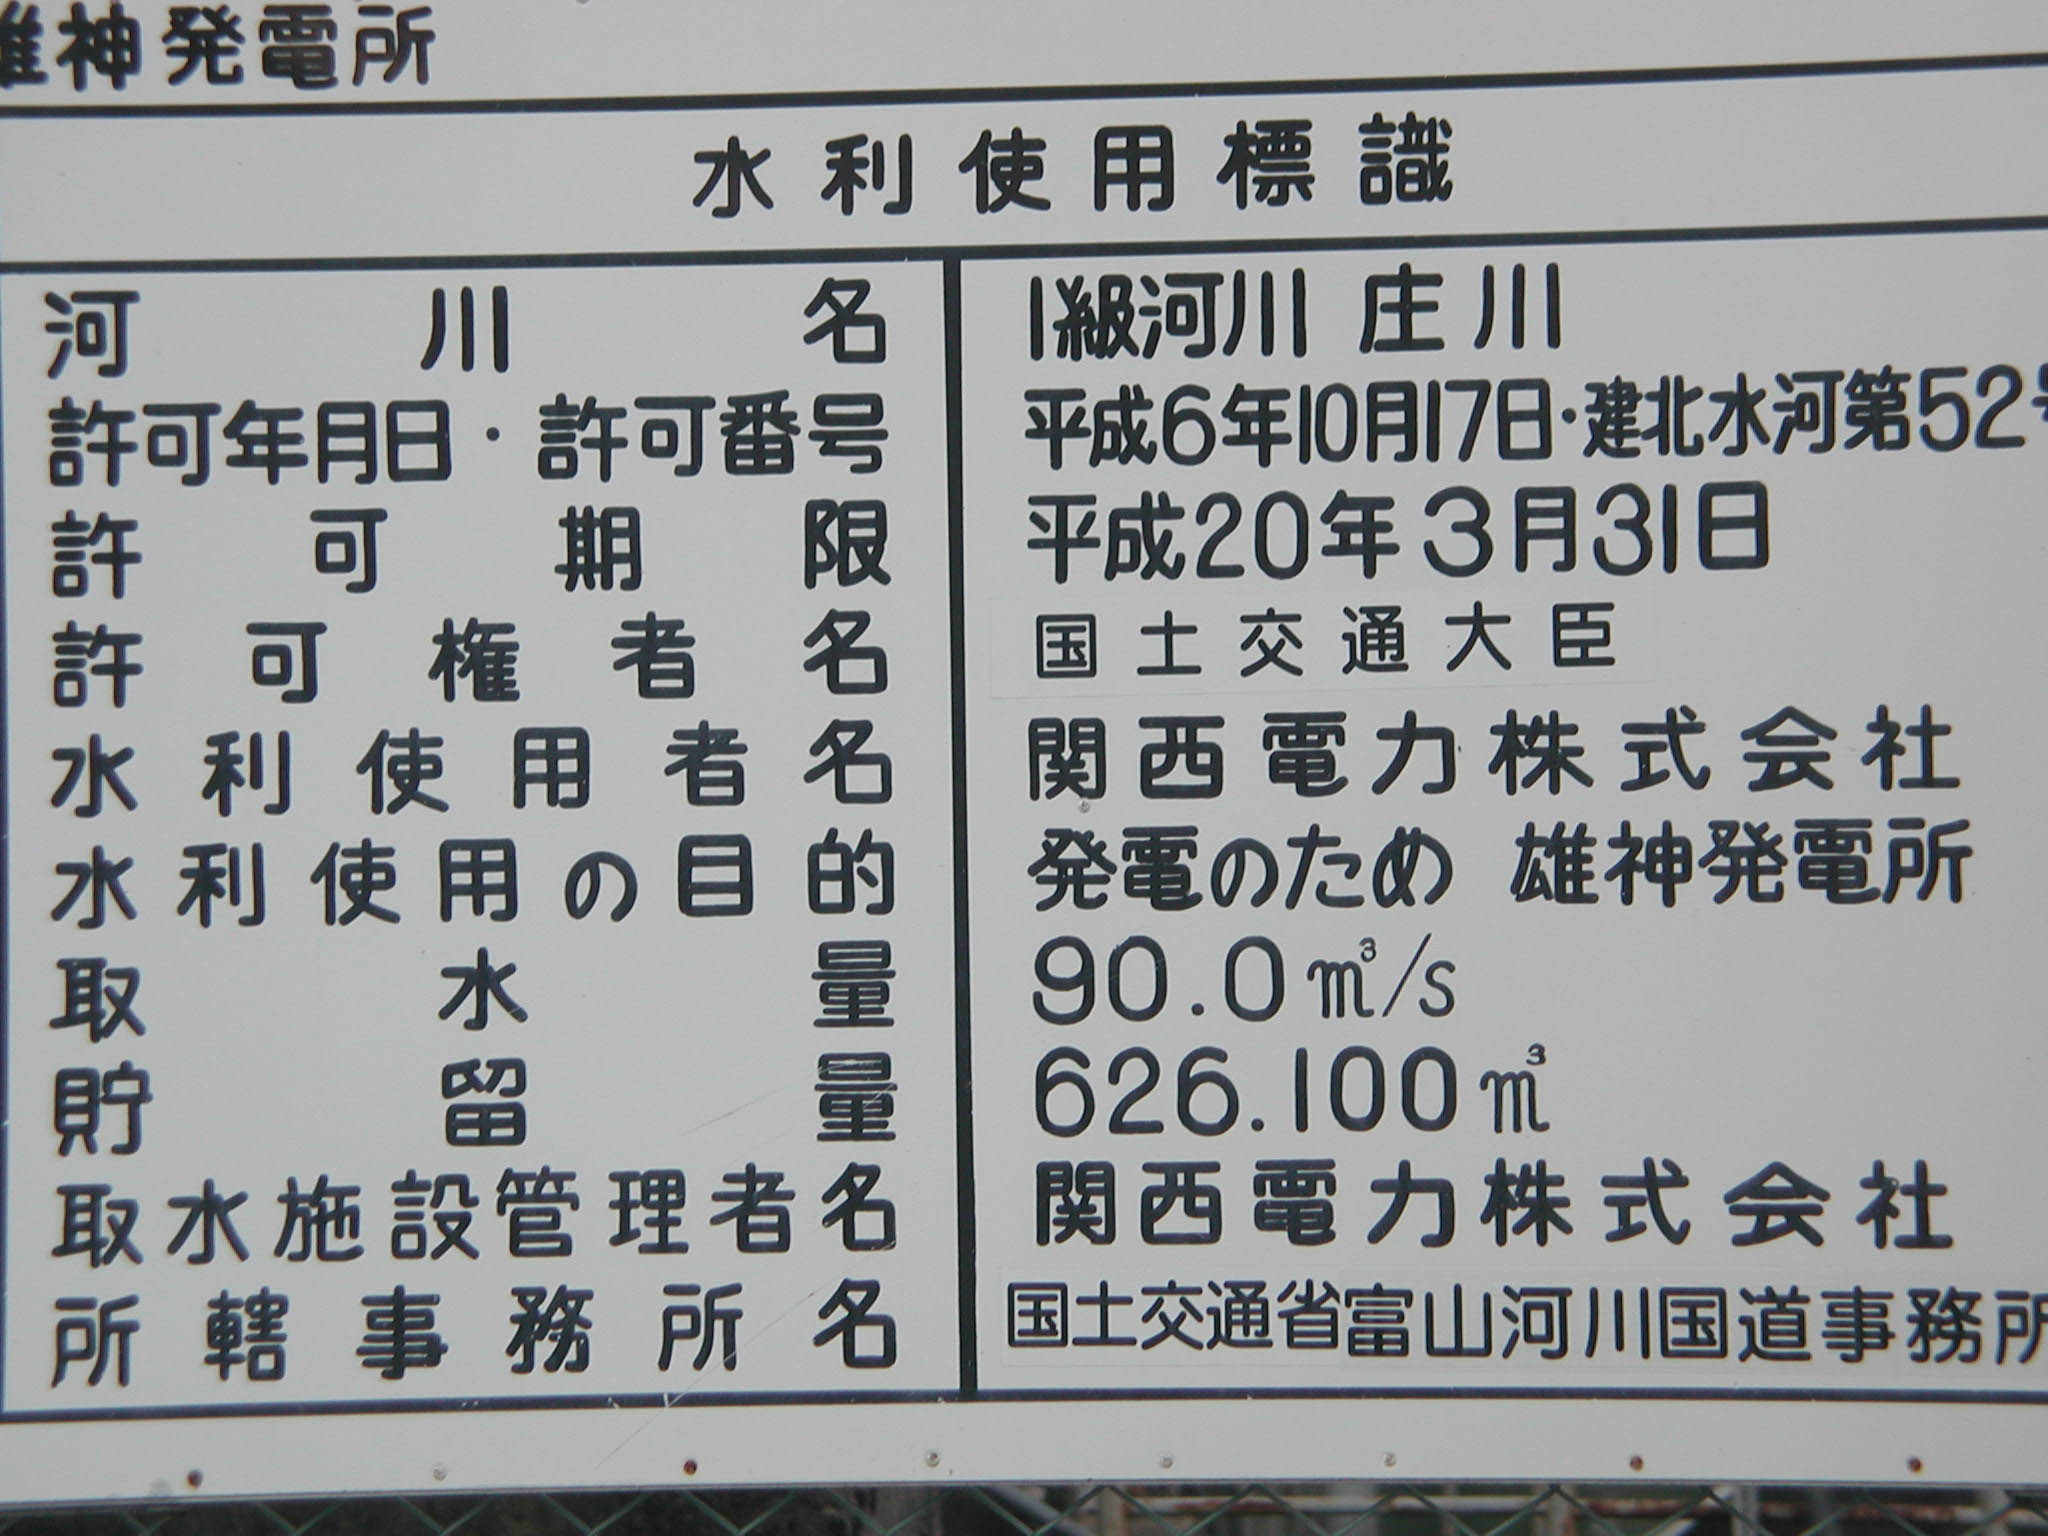 雄神発電所
水利使用標識
河川名 1級河川 庄川
許可年月日・許可番号 平成6年10月17日・建北水河第52号
許可期限 平成20年3月31日
許可権者名 国土交通大臣
水利使用者名 関西電力株式会社
水利使用の目的 発電のため 雄神発電所
取水量 90.0㎥/s
貯留量 626.100㎥
取水施設管理者名 関西電力株式会社
所轄事務所名 国土交通省富山河川国道事務所